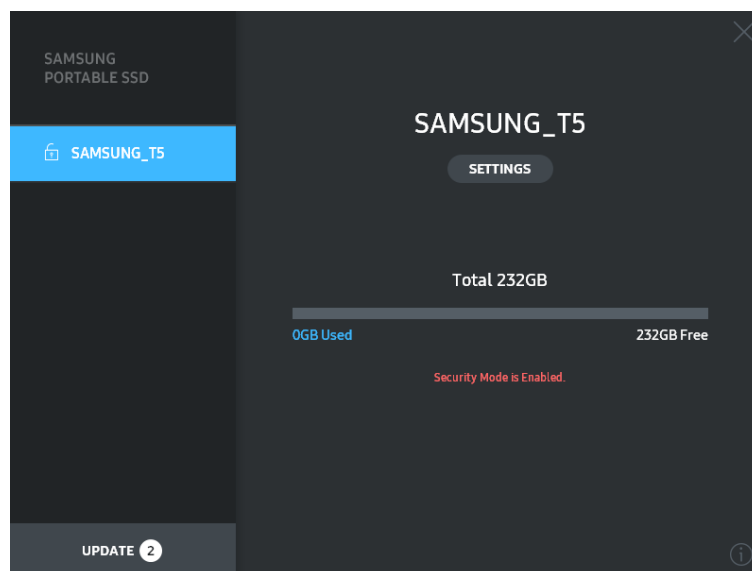 SAMSUNG
PORTABLE SSD
SAMSUNG_T5
SAMSUNG_T5
SETTINGS
Total 232GB
0GB Used
232GB Free
Security Mode is Enabled.
UPDATE 2